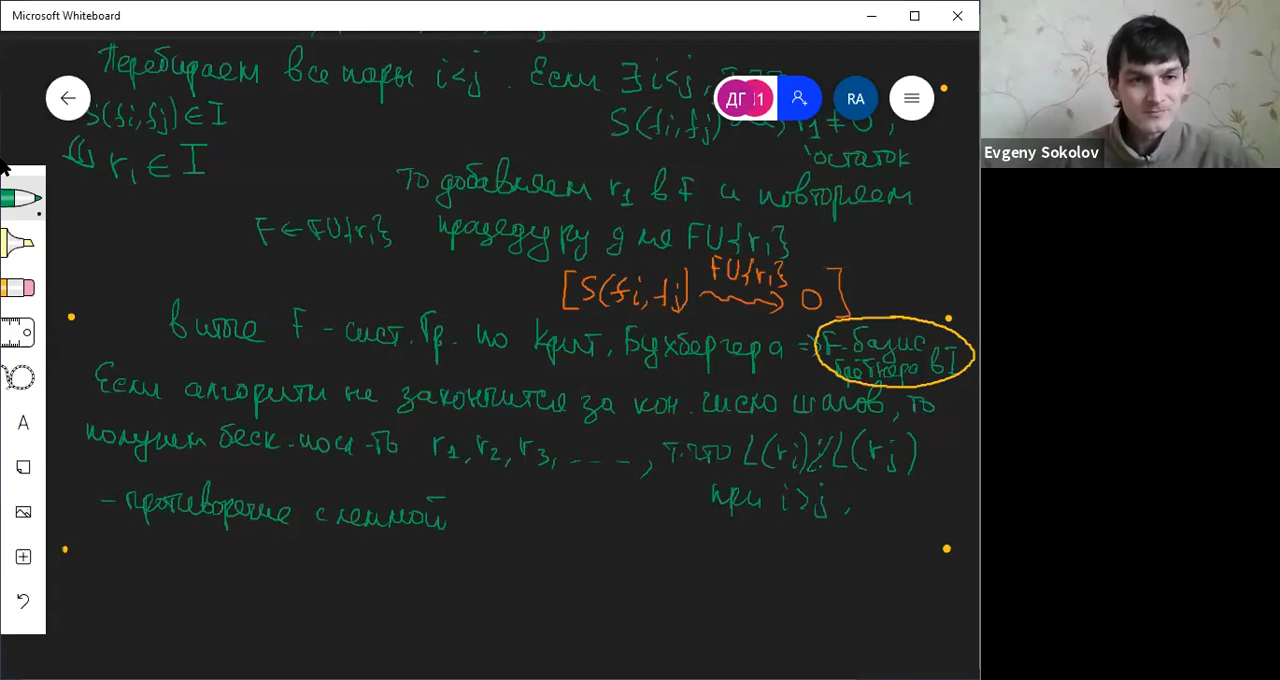 Microsoft Whiteboard
Перебираем все пары i<j. Если ∃ i<j,
ДГ
RA
S(fi,fj) ∈ I
S(fi,fj) ⇝ r1 ≠ 0,
остаток
⇓ r1 ∈ I
то добавляем r1 в F и повторяем
F ← F∪{r1} процедуру для F∪{r1}
[S(fi,fj) ⇝ F∪{r1} 0]
В итоге F - сист. Гр. по Крит. Бухбергера => F-базис
Грёбнера в I
Если алгоритм не закончится за кон. число шагов, то
получим беск. посл-ть r1, r2, r3, ...., т.что L(ri) ⋮̸ L(rj)
при i>j,
- противоречие с леммой
Evgeny Sokolov
A